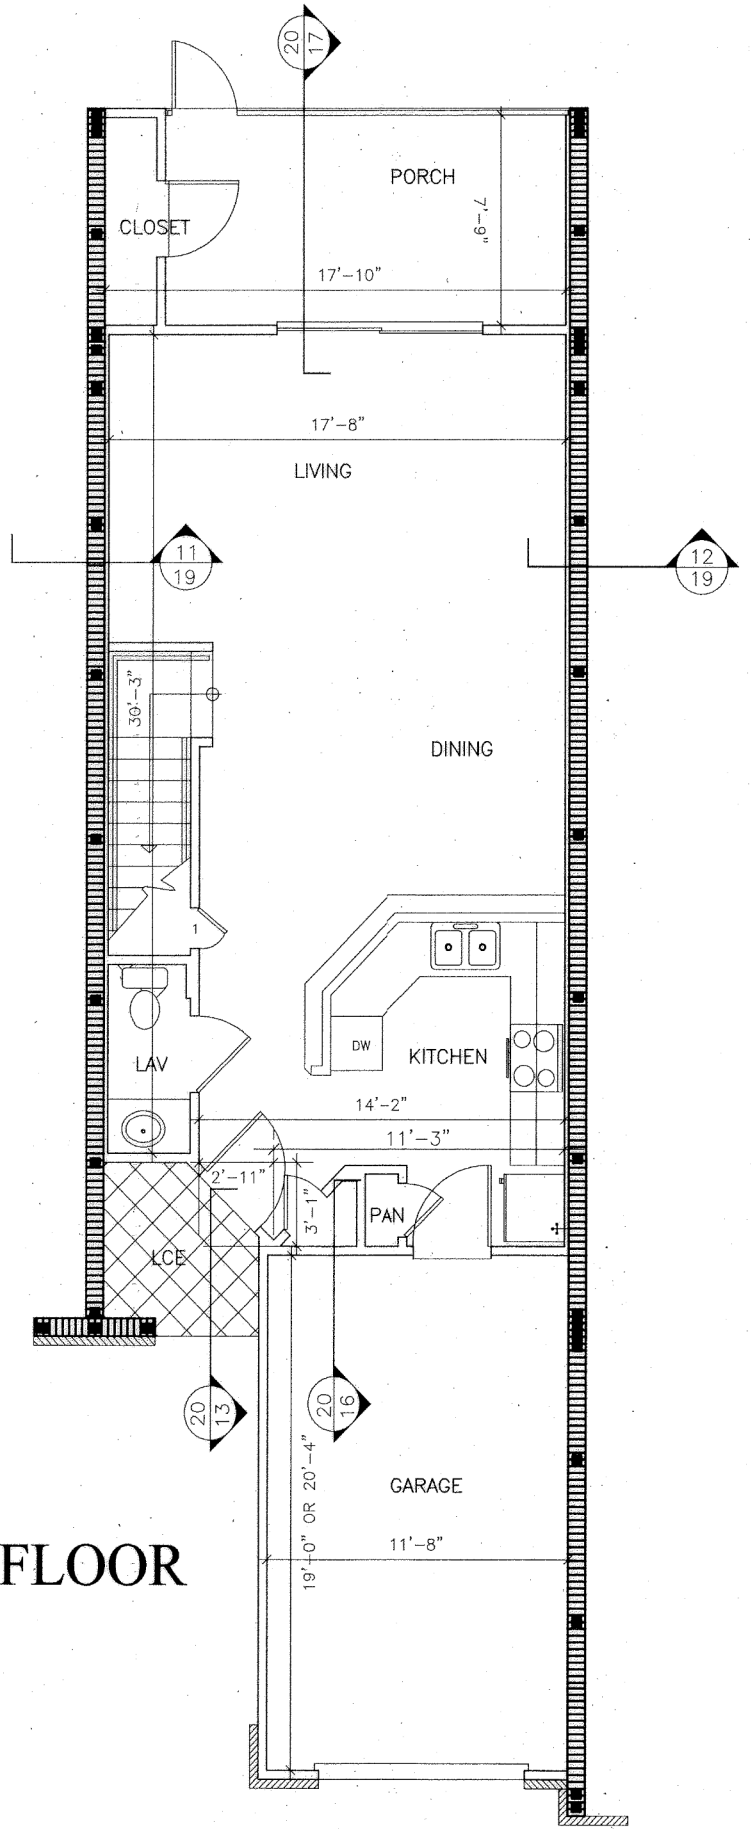 20
17
PORCH
7'-9"
CLOSET
17'-10"
17'-8"
LIVING
11
19
12
19
30'-3"
DINING
1
LAV
DW
KITCHEN
14'-2"
11'-3"
2'-11"
3'-1"
PAN
LCE
20
13
20
16
GARAGE
19'-0" OR 20'-4"
11'-8"
FLOOR